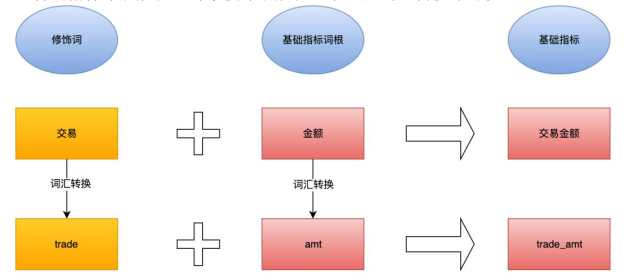 修饰词
基础指标词根
基础指标
交易
金额
交易金额
词汇转换
词汇转换
trade
amt
trade_amt